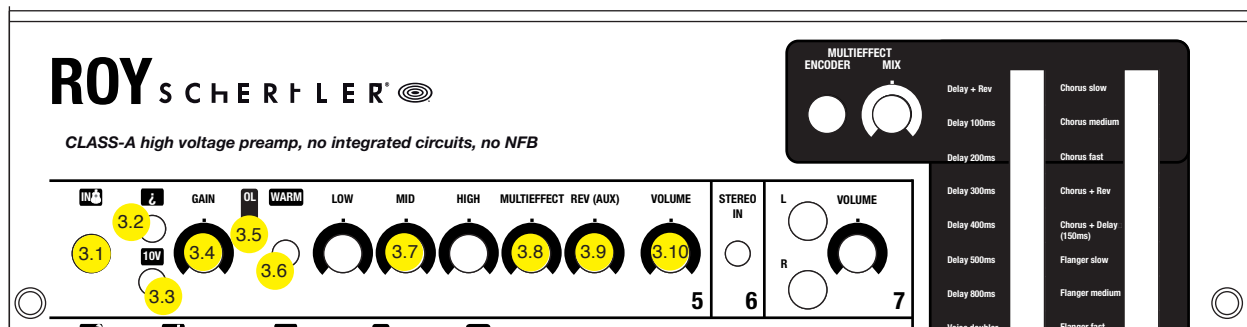 MULTIEFFECT
ENCODER MIX
ROY SCHERTLER®
CLASS-A high voltage preamp, no integrated circuits, no NFB
Delay + Rev
Delay 100ms
Delay 200ms
Delay 300ms
Delay 400ms
Delay 500ms
Delay 800ms
Voice doubler
Chorus slow
Chorus medium
Chorus fast
Chorus + Rev
Chorus + Delay
(150ms)
Flanger slow
Flanger medium
Flanger fast
IN ¿ GAIN OL WARM LOW MID HIGH MULTIEFFECT REV (AUX) VOLUME
10V
3.1
3.2
3.3
3.4
3.5
3.6
3.7
3.8
3.9
3.10
5
STEREO
IN
6
L
R
VOLUME
7